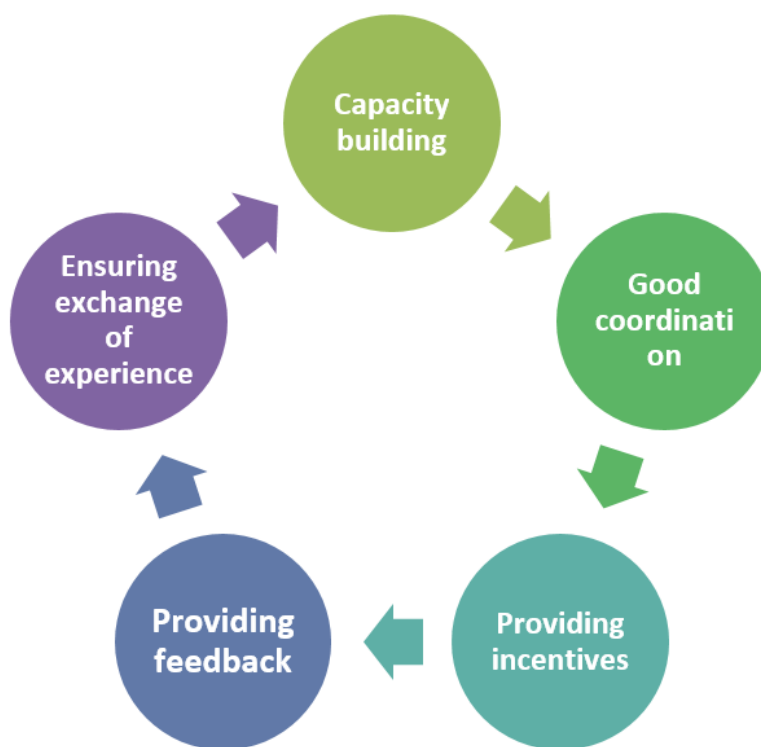 Capacity
building
Good
coordinati
on
Providing
incentives
Providing
feedback
Ensuring
exchange
of
experience